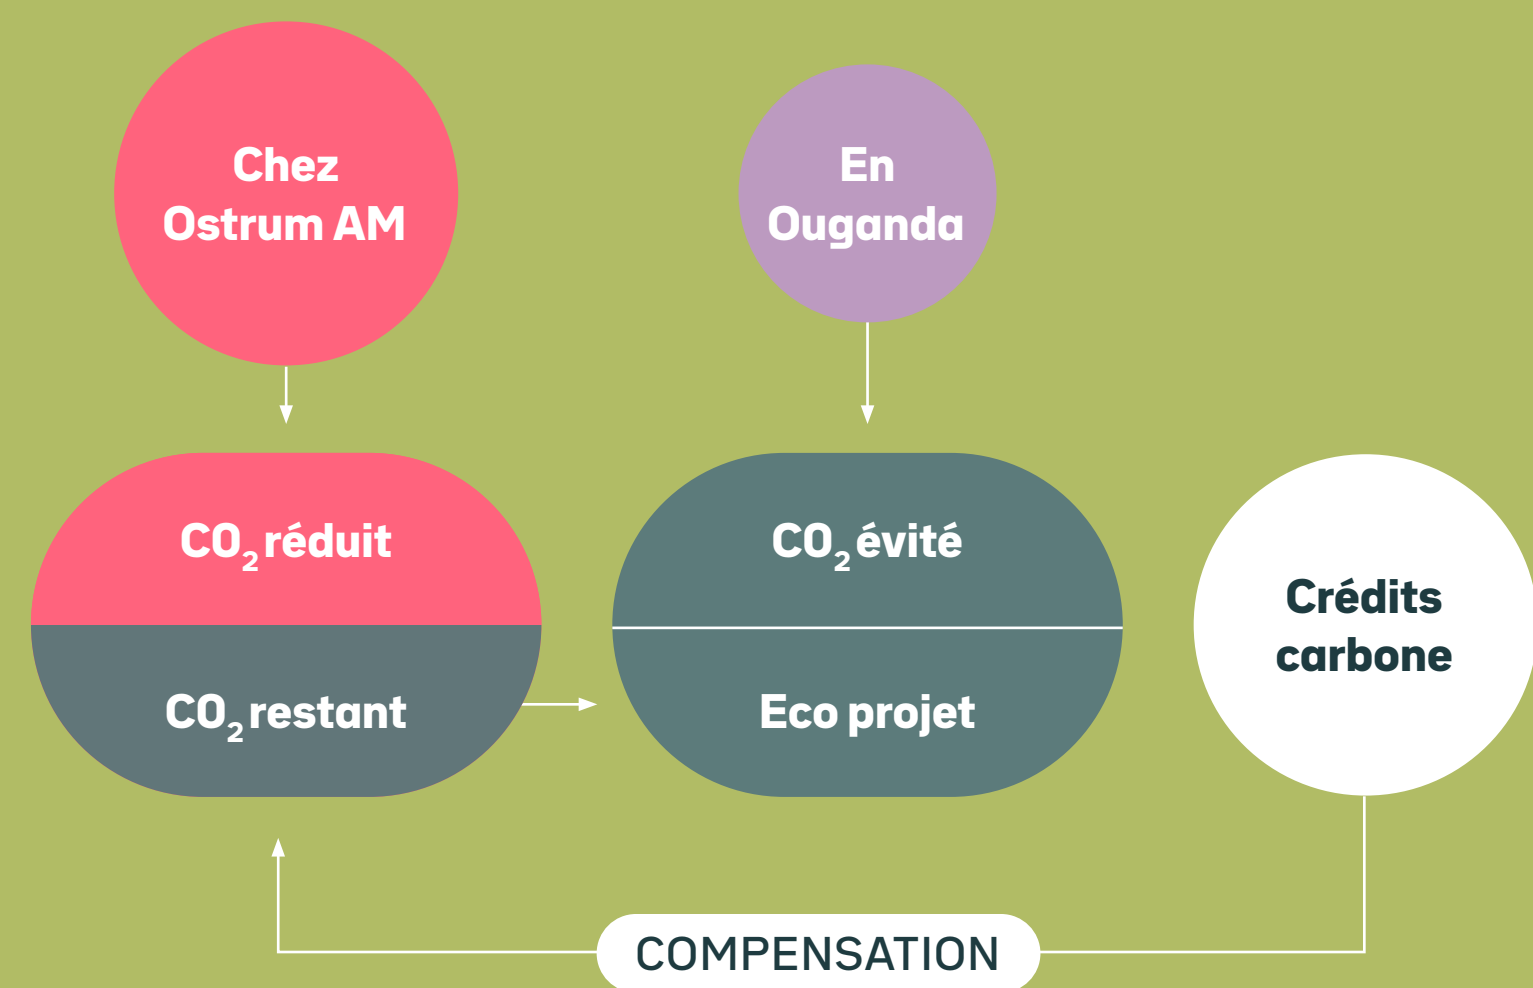 Chez
Ostrum AM
En
Ouganda
CO₂ réduit
CO₂ restant
CO₂ évité
Eco projet
Crédits
carbone
COMPENSATION